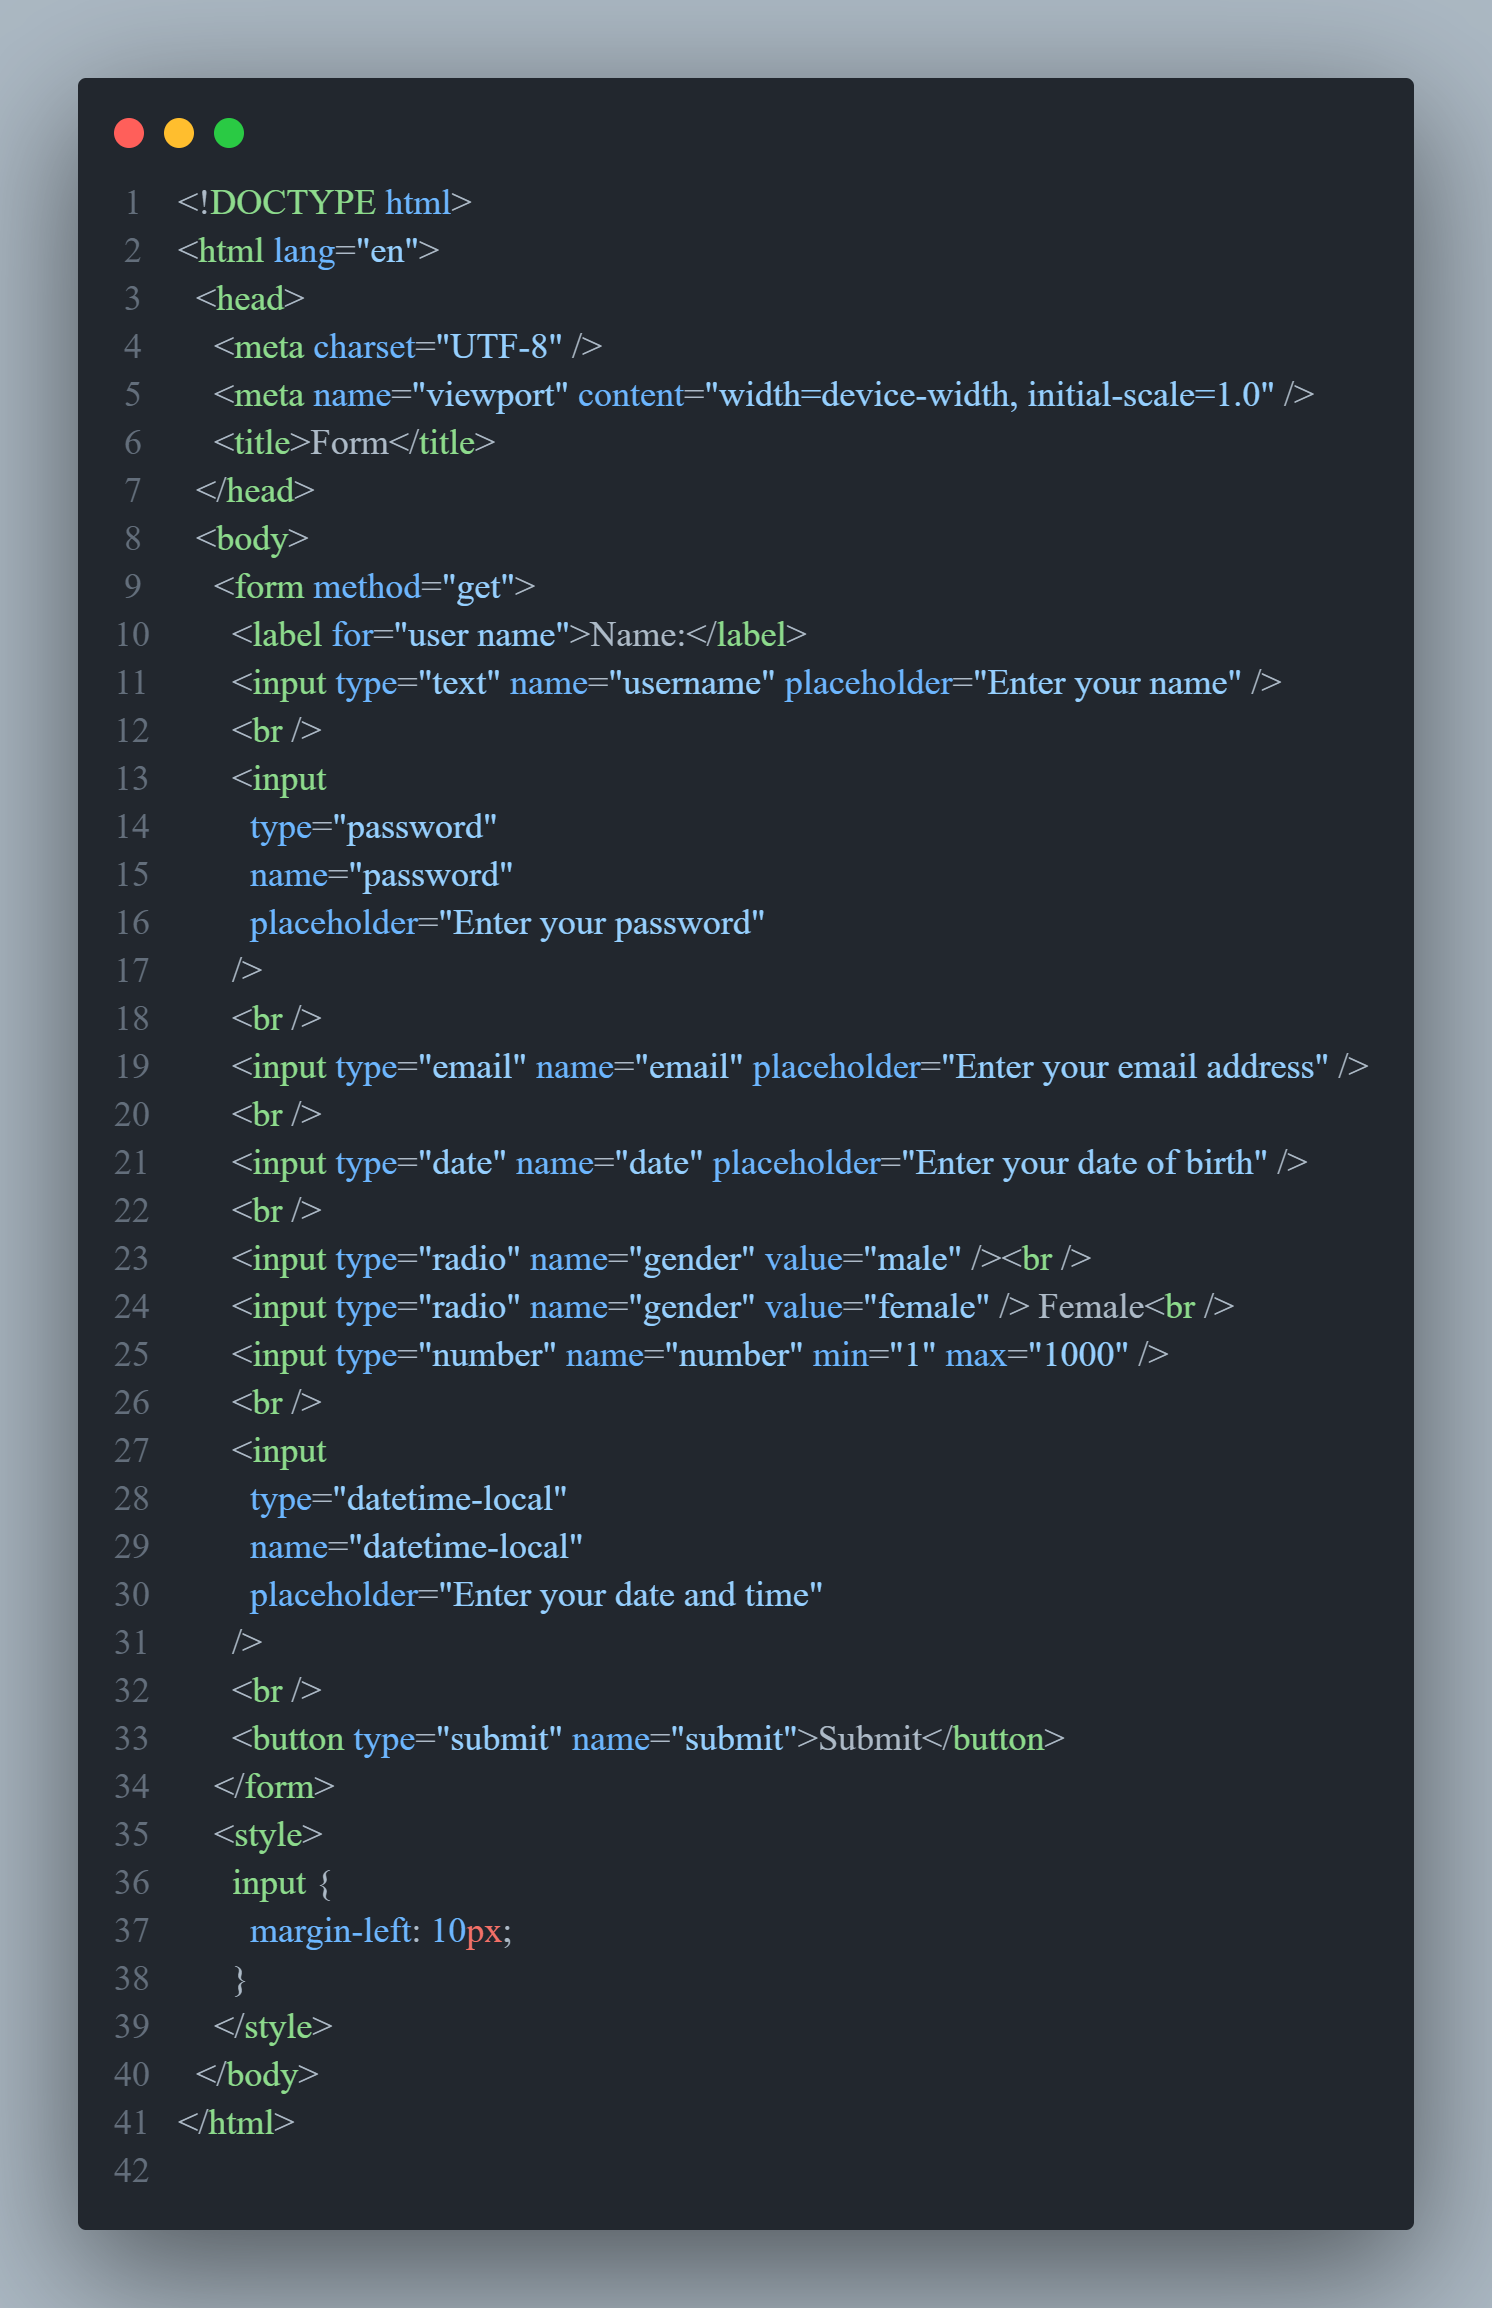 1 <!DOCTYPE html>
2 <html lang="en">
3   <head>
4     <meta charset="UTF-8" />
5     <meta name="viewport" content="width=device-width, initial-scale=1.0" />
6     <title>Form</title>
7   </head>
8   <body>
9     <form method="get">
10       <label for="user name">Name:</label>
11       <input type="text" name="username" placeholder="Enter your name" />
12       <br />
13       <input
14         type="password"
15         name="password"
16         placeholder="Enter your password"
17       />
18       <br />
19       <input type="email" name="email" placeholder="Enter your email address" />
20       <br />
21       <input type="date" name="date" placeholder="Enter your date of birth" />
22       <br />
23       <input type="radio" name="gender" value="male" /><br />
24       <input type="radio" name="gender" value="female" /> Female<br />
25       <input type="number" name="number" min="1" max="1000" />
26       <br />
27       <input
28         type="datetime-local"
29         name="datetime-local"
30         placeholder="Enter your date and time"
31       />
32       <br />
33       <button type="submit" name="submit">Submit</button>
34     </form>
35     <style>
36       input {
37         margin-left: 10px;
38       }
39     </style>
40   </body>
41 </html>
42